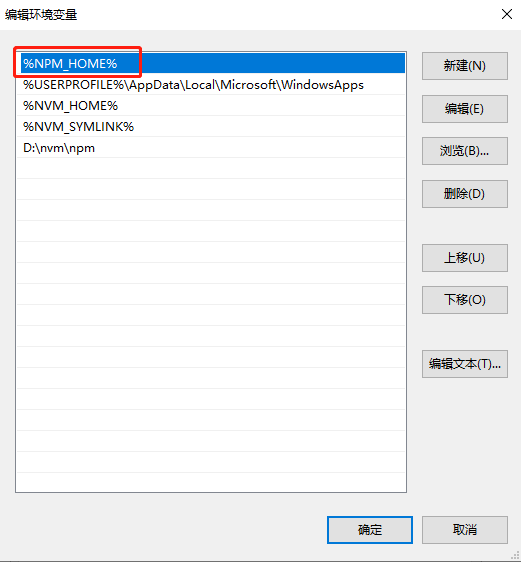 编辑环境变量
%NPM_HOME%
%USERPROFILE%\AppData\Local\Microsoft\WindowsApps
%NVM_HOME%
%NVM_SYMLINK%
D:\nvm\npm
新建(N)
编辑(E)
浏览(B)...
删除(D)
上移(U)
下移(O)
编辑文本(T)...
确定
取消